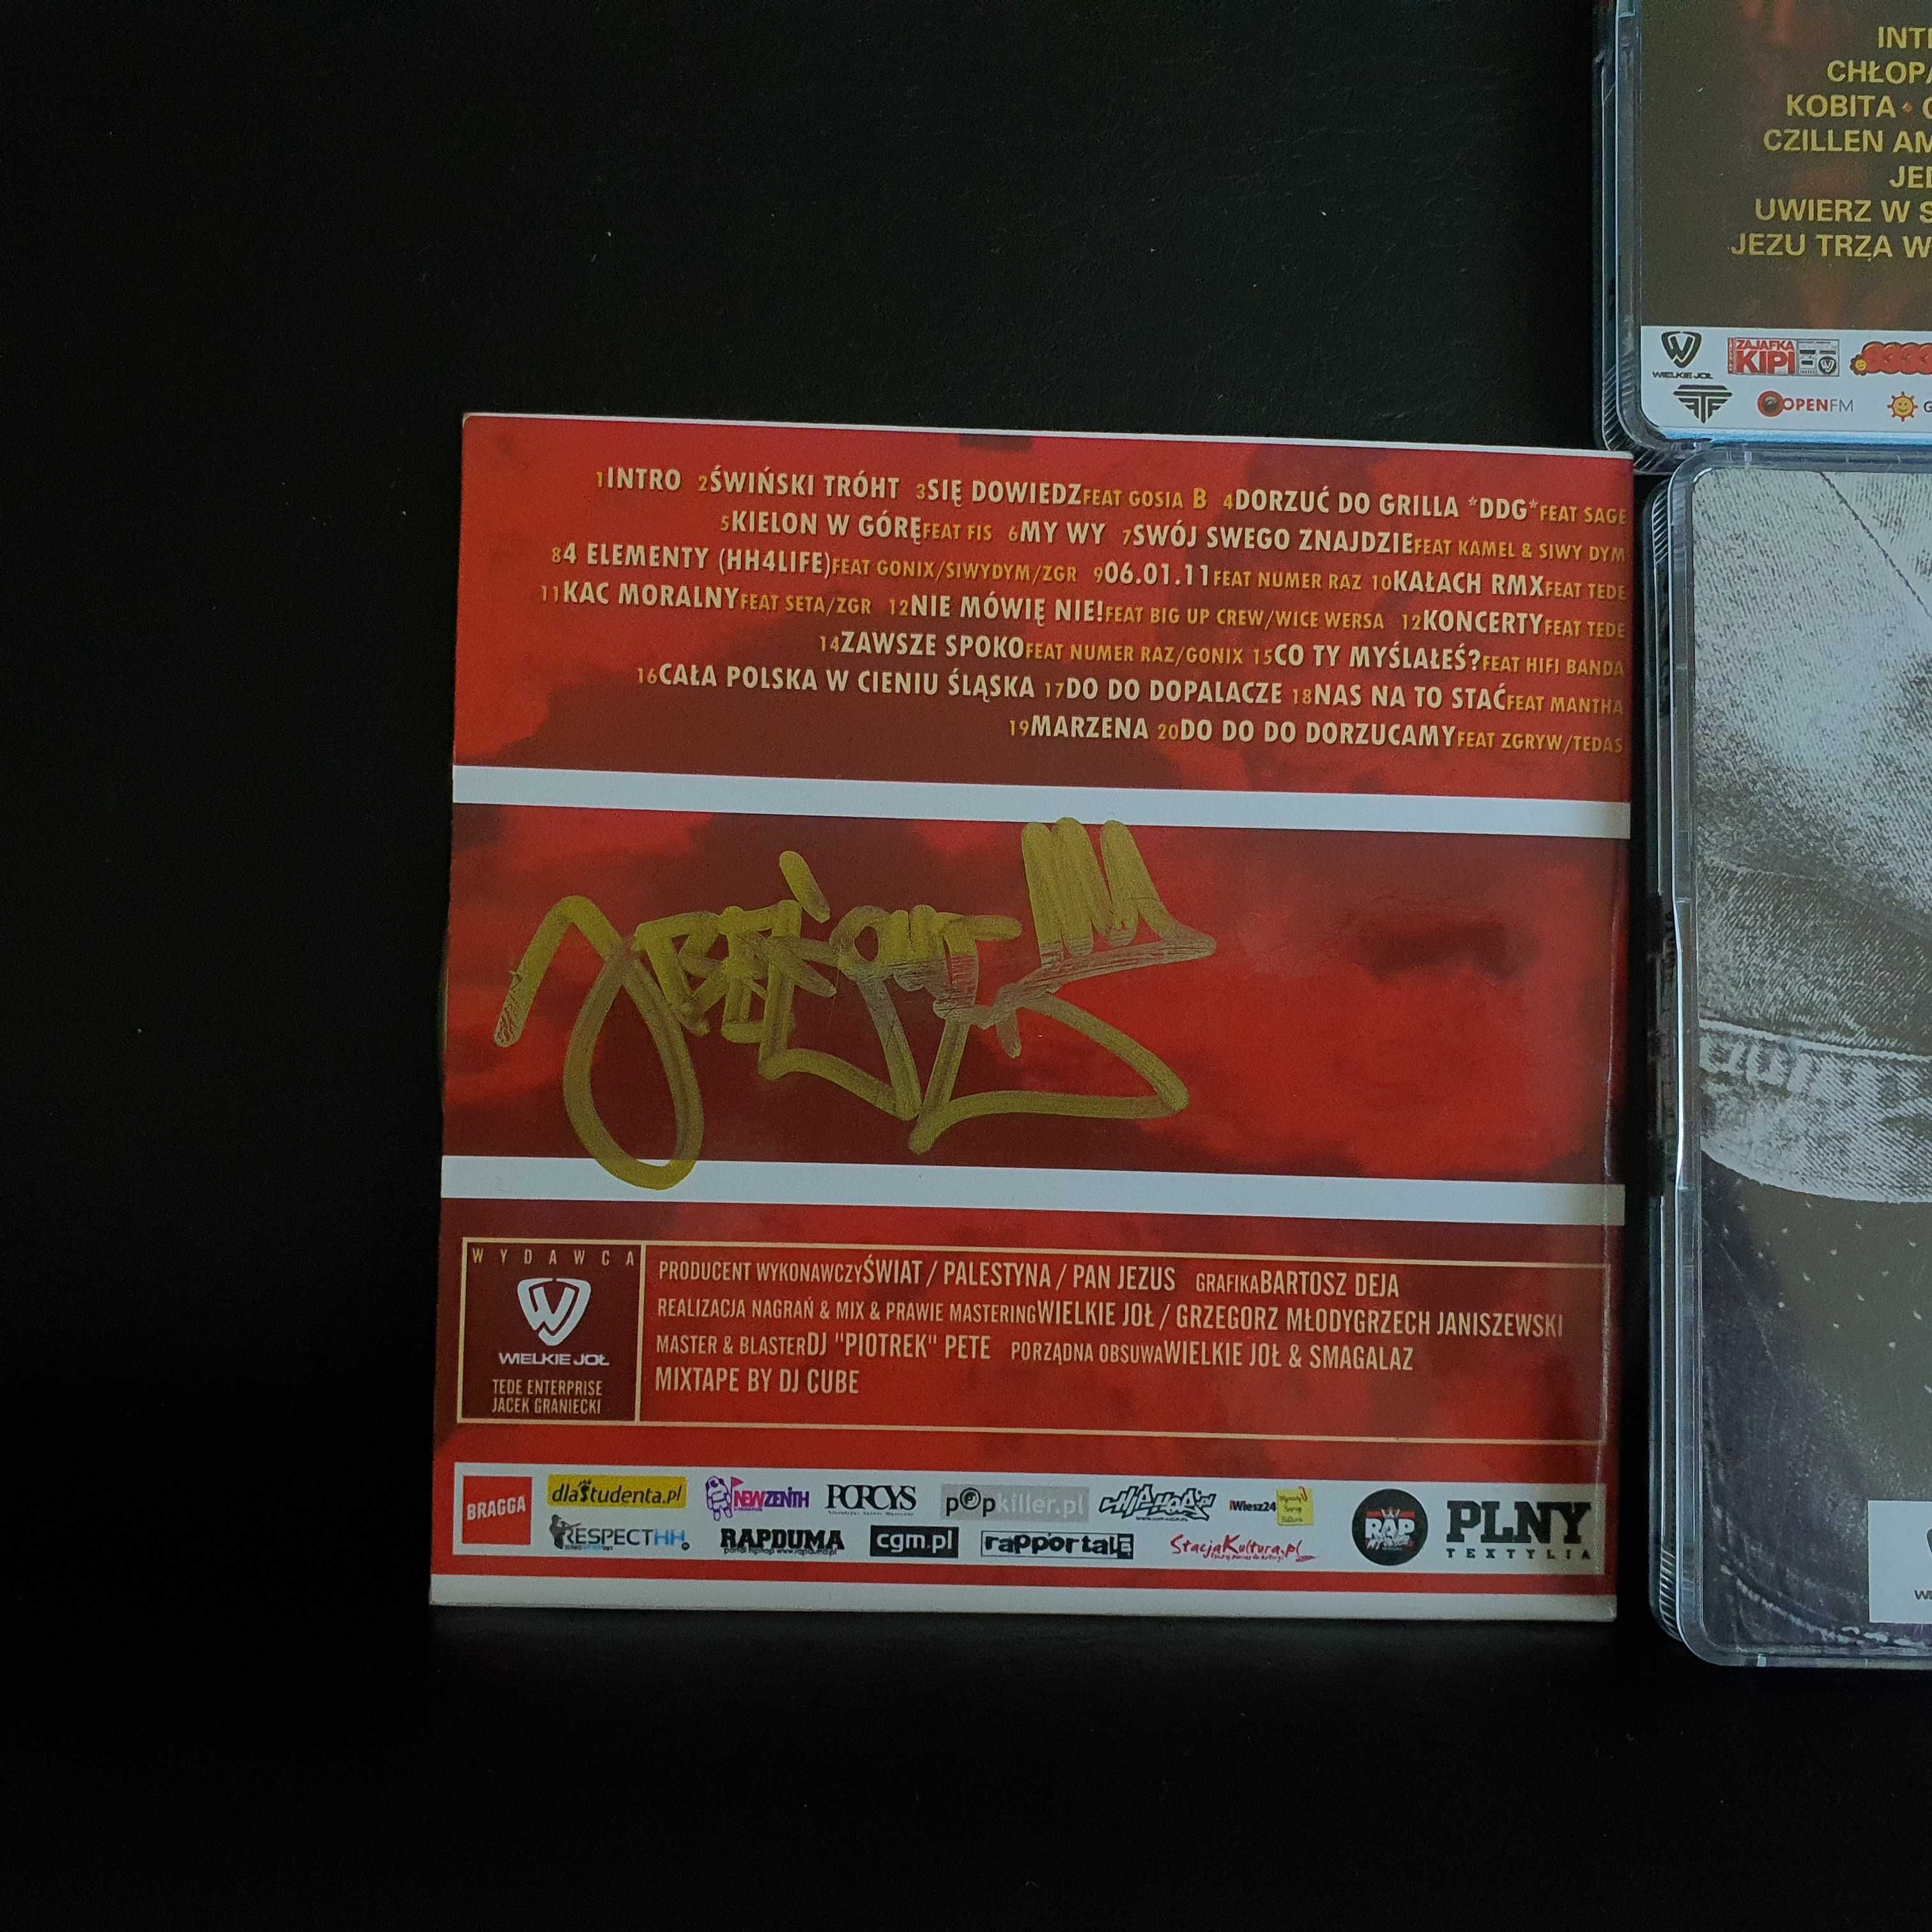 1INTRO 2ŚWIŃSKI TRÓHT 3SIĘ DOWIEDZFEAT GOSIA B 4DORZUĆ DO GRILLA *DDG*FEAT SAGE
5KIELON W GÓRĘFEAT FIS 6MY WY 7SWÓJ SWEGO ZNAJDZIEFEAT KAMEL & SIWY DYM
84 ELEMENTY (HH4LIFE)FEAT GONIX/SIWYDYM/ZGR 906.01.11FEAT NUMER RAZ 10KAŁACH RMXFEAT TEDE
11KAC MORALNYFEAT SETA/ZGR 12NIE MÓWIĘ NIE!FEAT BIG UP CREW/WICE WERSA 12KONCERTYFEAT TEDE
14ZAWSZE SPOKOFEAT NUMER RAZ/GONIX 15CO TY MYŚLAŁEŚ?FEAT HIFI BANDA
16CAŁA POLSKA W CIENIU ŚLĄSKA 17DO DO DOPALACZE 18NAS NA TO STAĆFEAT MANTHA
19MARZENA 20DO DO DO DORZUCAMYFEAT ZGRYW/TEDAS
WYDAWCA
WIELKIE JOŁ
TEDE ENTERPRISE
JACEK GRANIECKI
PRODUCENT WYKONAWCZYŚWIAT / PALESTYNA / PAN JEZUS GRAFIKABARTOSZ DEJA
REALIZACJA NAGRAŃ & MIX & PRAWIE MASTERINGWIELKIE JOŁ / GRZEGORZ MŁODYGRZECH JANISZEWSKI
MASTER & BLASTERDJ "PIOTREK" PETE PORZĄDNA OBSUWAWIELKIE JOŁ & SMAGALAZ
MIXTAPE BY DJ CUBE
BRAGGA dlaStudenta.pl NEWZENITH PORCYS popkiller.pl HIP-HOP.pl iWiesz24
RESPECTHH RAPDUMA cgm.pl rapportal StacjaKultura.pl RAP PLNY
TEXTYLIA
INT
CHŁOP
KOBITA
CZILLEN AM
JE
UWIERZ W S
JEZU TRZA W
WIELKIE JOŁ ZAJAFKA KIPI
OPENFM